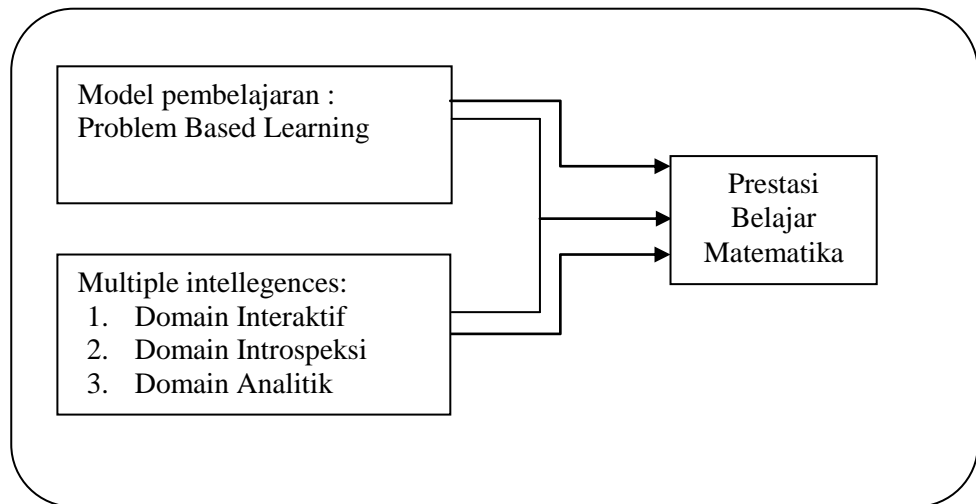 Model pembelajaran :
Problem Based Learning
Multiple intellegences:
1. Domain Interaktif
2. Domain Introspeksi
3. Domain Analitik
Prestasi
Belajar
Matematika